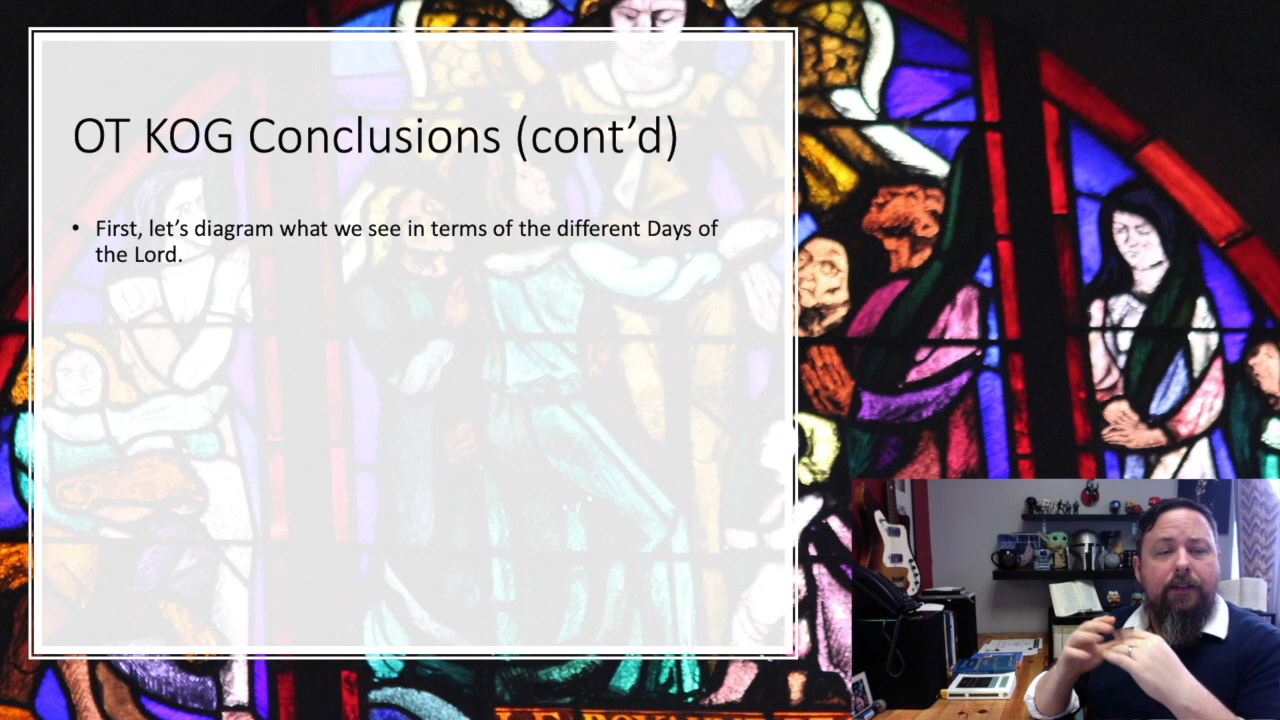 OT KOG Conclusions (cont’d)
• First, let’s diagram what we see in terms of the different Days of
the Lord.